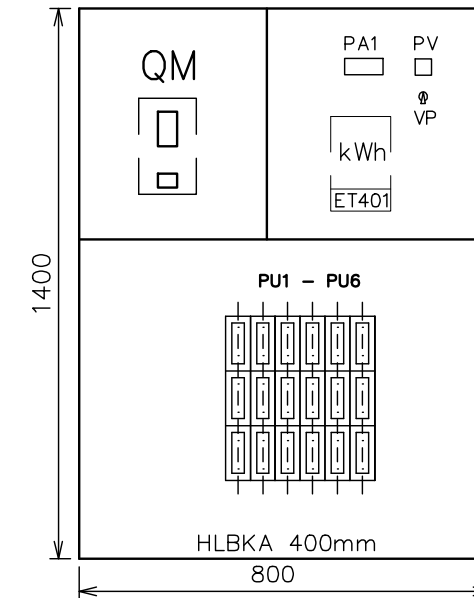 QM
PA1 PV
VP
kWh
ET401
1400
PU1 - PU6
HLBKA 400mm
800